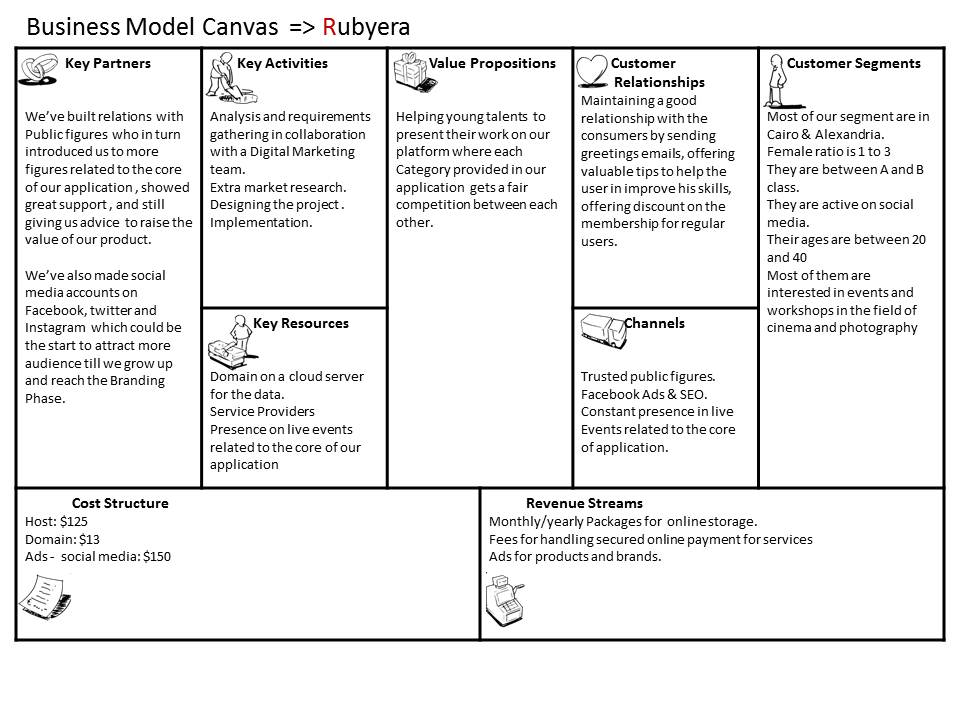 Business Model Canvas => Rubyera
Key Partners
We've built relations with
Public figures who in turn
introduced us to more
figures related to the core
of our application , showed
great support , and still
giving us advice to raise the
value of our product.
We've also made social
media accounts on
Facebook, twitter and
Instagram which could be
the start to attract more
audience till we grow up
and reach the Branding
Phase.
Key Activities
Analysis and requirements
gathering in collaboration
with a Digital Marketing
team.
Extra market research.
Designing the project .
Implementation.
Key Resources
Domain on a cloud server
for the data.
Service Providers
Presence on live events
related to the core of our
application
Value Propositions
Helping young talents to
present their work on our
platform where each
Category provided in our
application gets a fair
competition between each
other.
Customer
Relationships
Maintaining a good
relationship with the
consumers by sending
greetings emails, offering
valuable tips to help the
user in improve his skills,
offering discount on the
membership for regular
users.
Channels
Trusted public figures.
Facebook Ads & SEO.
Constant presence in live
Events related to the core
of application.
Customer Segments
Most of our segment are in
Cairo & Alexandria.
Female ratio is 1 to 3
They are between A and B
class.
They are active on social
media.
Their ages are between 20
and 40
Most of them are
interested in events and
workshops in the field of
cinema and photography
Cost Structure
Host: $125
Domain: $13
Ads - social media: $150
Revenue Streams
Monthly/yearly Packages for online storage.
Fees for handling secured online payment for services
Ads for products and brands.
.